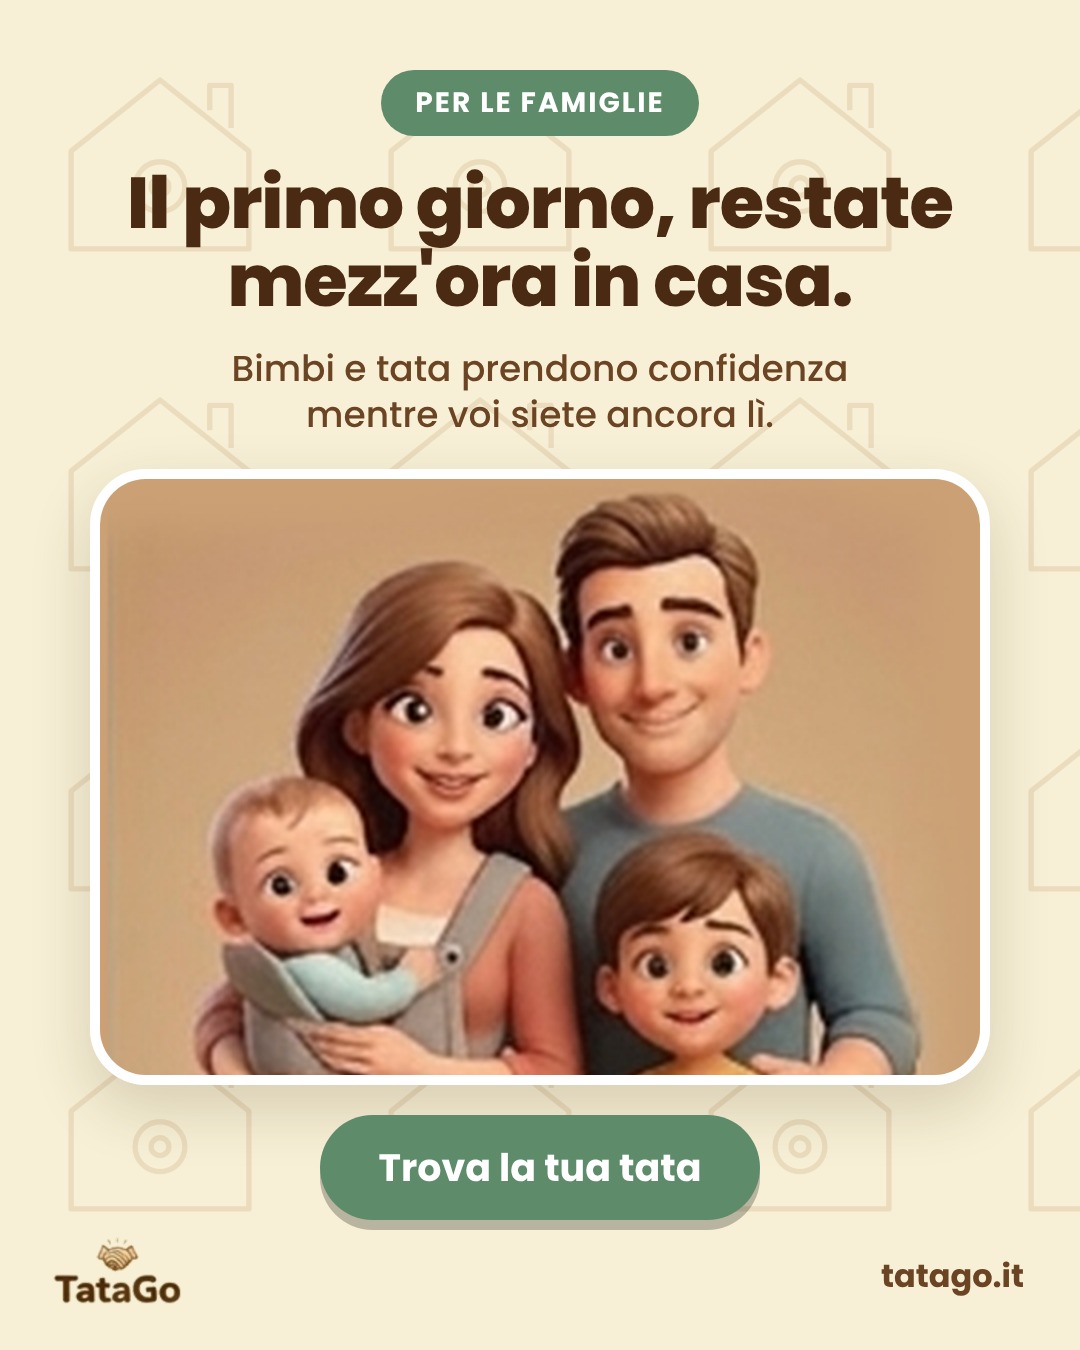 PER LE FAMIGLIE
Il primo giorno, restate
mezz'ora in casa.
Bimbi e tata prendono confidenza
mentre voi siete ancora lì.
Trova la tua tata
TataGo
tatago.it